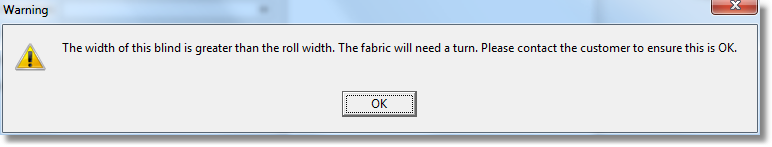 Warning
The width of this blind is greater than the roll width. The fabric will need a turn. Please contact the customer to ensure this is OK.
OK